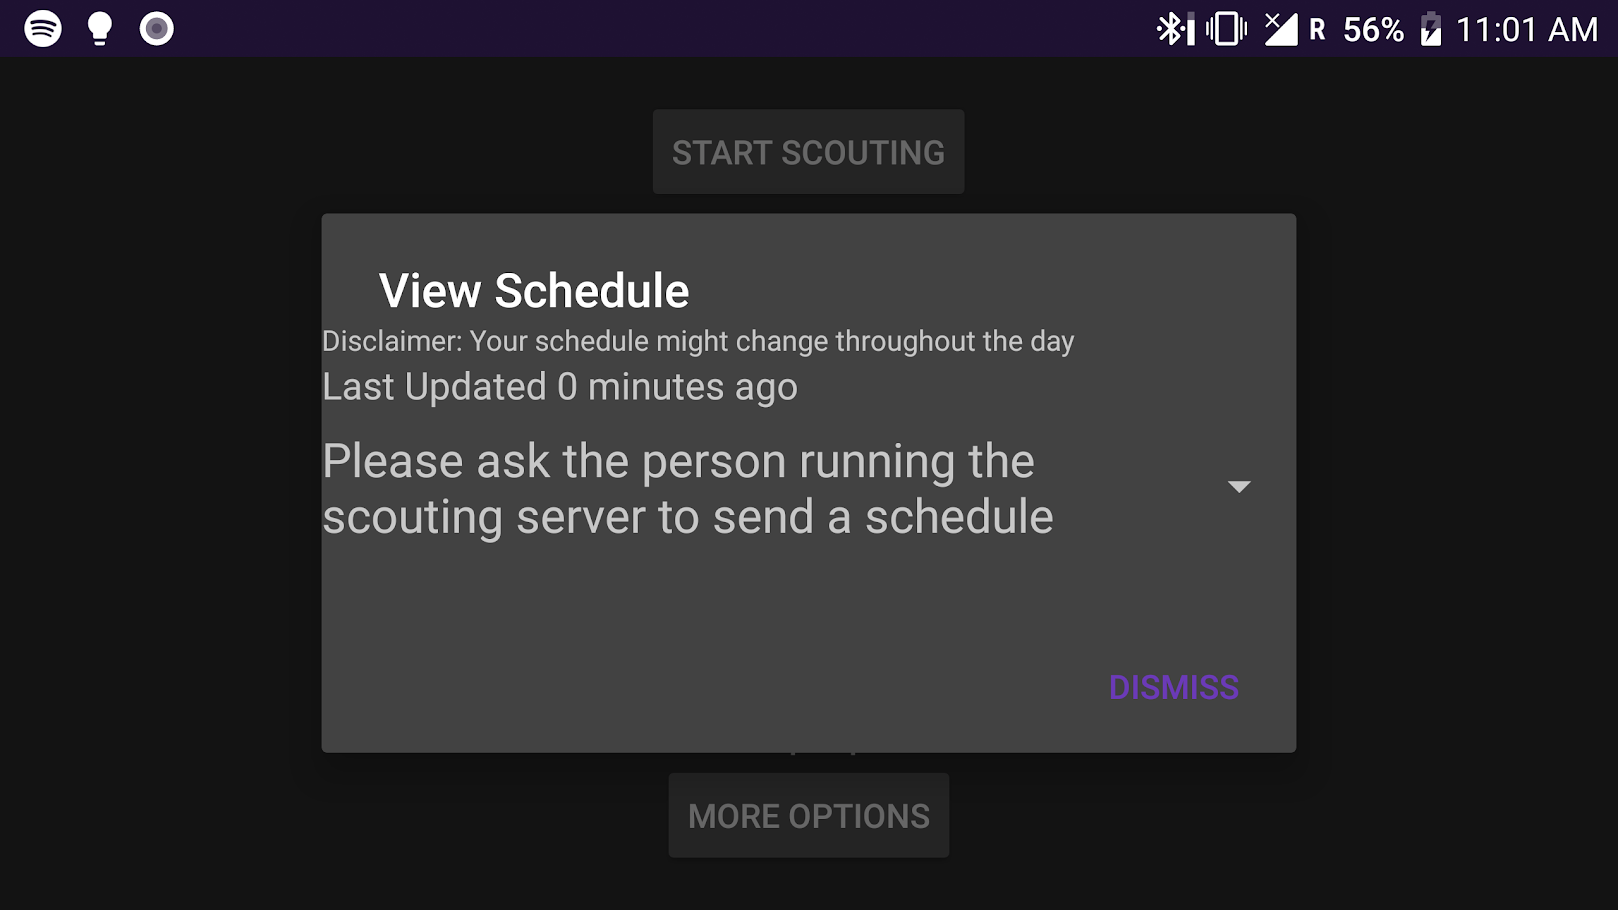 R 56% 11:01 AM
START SCOUTING
View Schedule
Disclaimer: Your schedule might change throughout the day
Last Updated 0 minutes ago
Please ask the person running the
scouting server to send a schedule
DISMISS
MORE OPTIONS